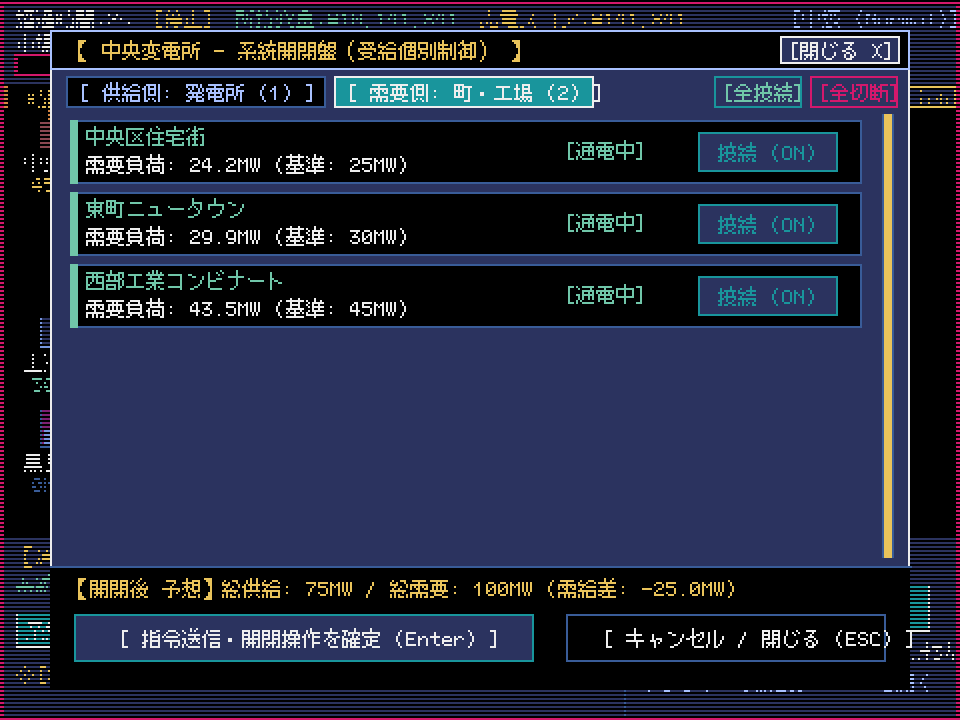 【 中央変電所 - 系統開閉盤 (受給個別制御) 】 [閉じる X]
[ 供給側: 発電所 (1) ] [ 需要側: 町・工場 (2) ] [全接続] [全切断]
中央区住宅街
需要負荷: 24.2MW (基準: 25MW) [通電中] 接続 (ON)
東町ニュータウン
需要負荷: 29.9MW (基準: 30MW) [通電中] 接続 (ON)
西部工業コンビナート
需要負荷: 43.5MW (基準: 45MW) [通電中] 接続 (ON)
【開閉後 予想】総供給: 75MW / 総需要: 100MW (需給差: -25.0MW)
[ 指令送信・開閉操作を確定 (Enter) ] [ キャンセル / 閉じる (ESC) ]